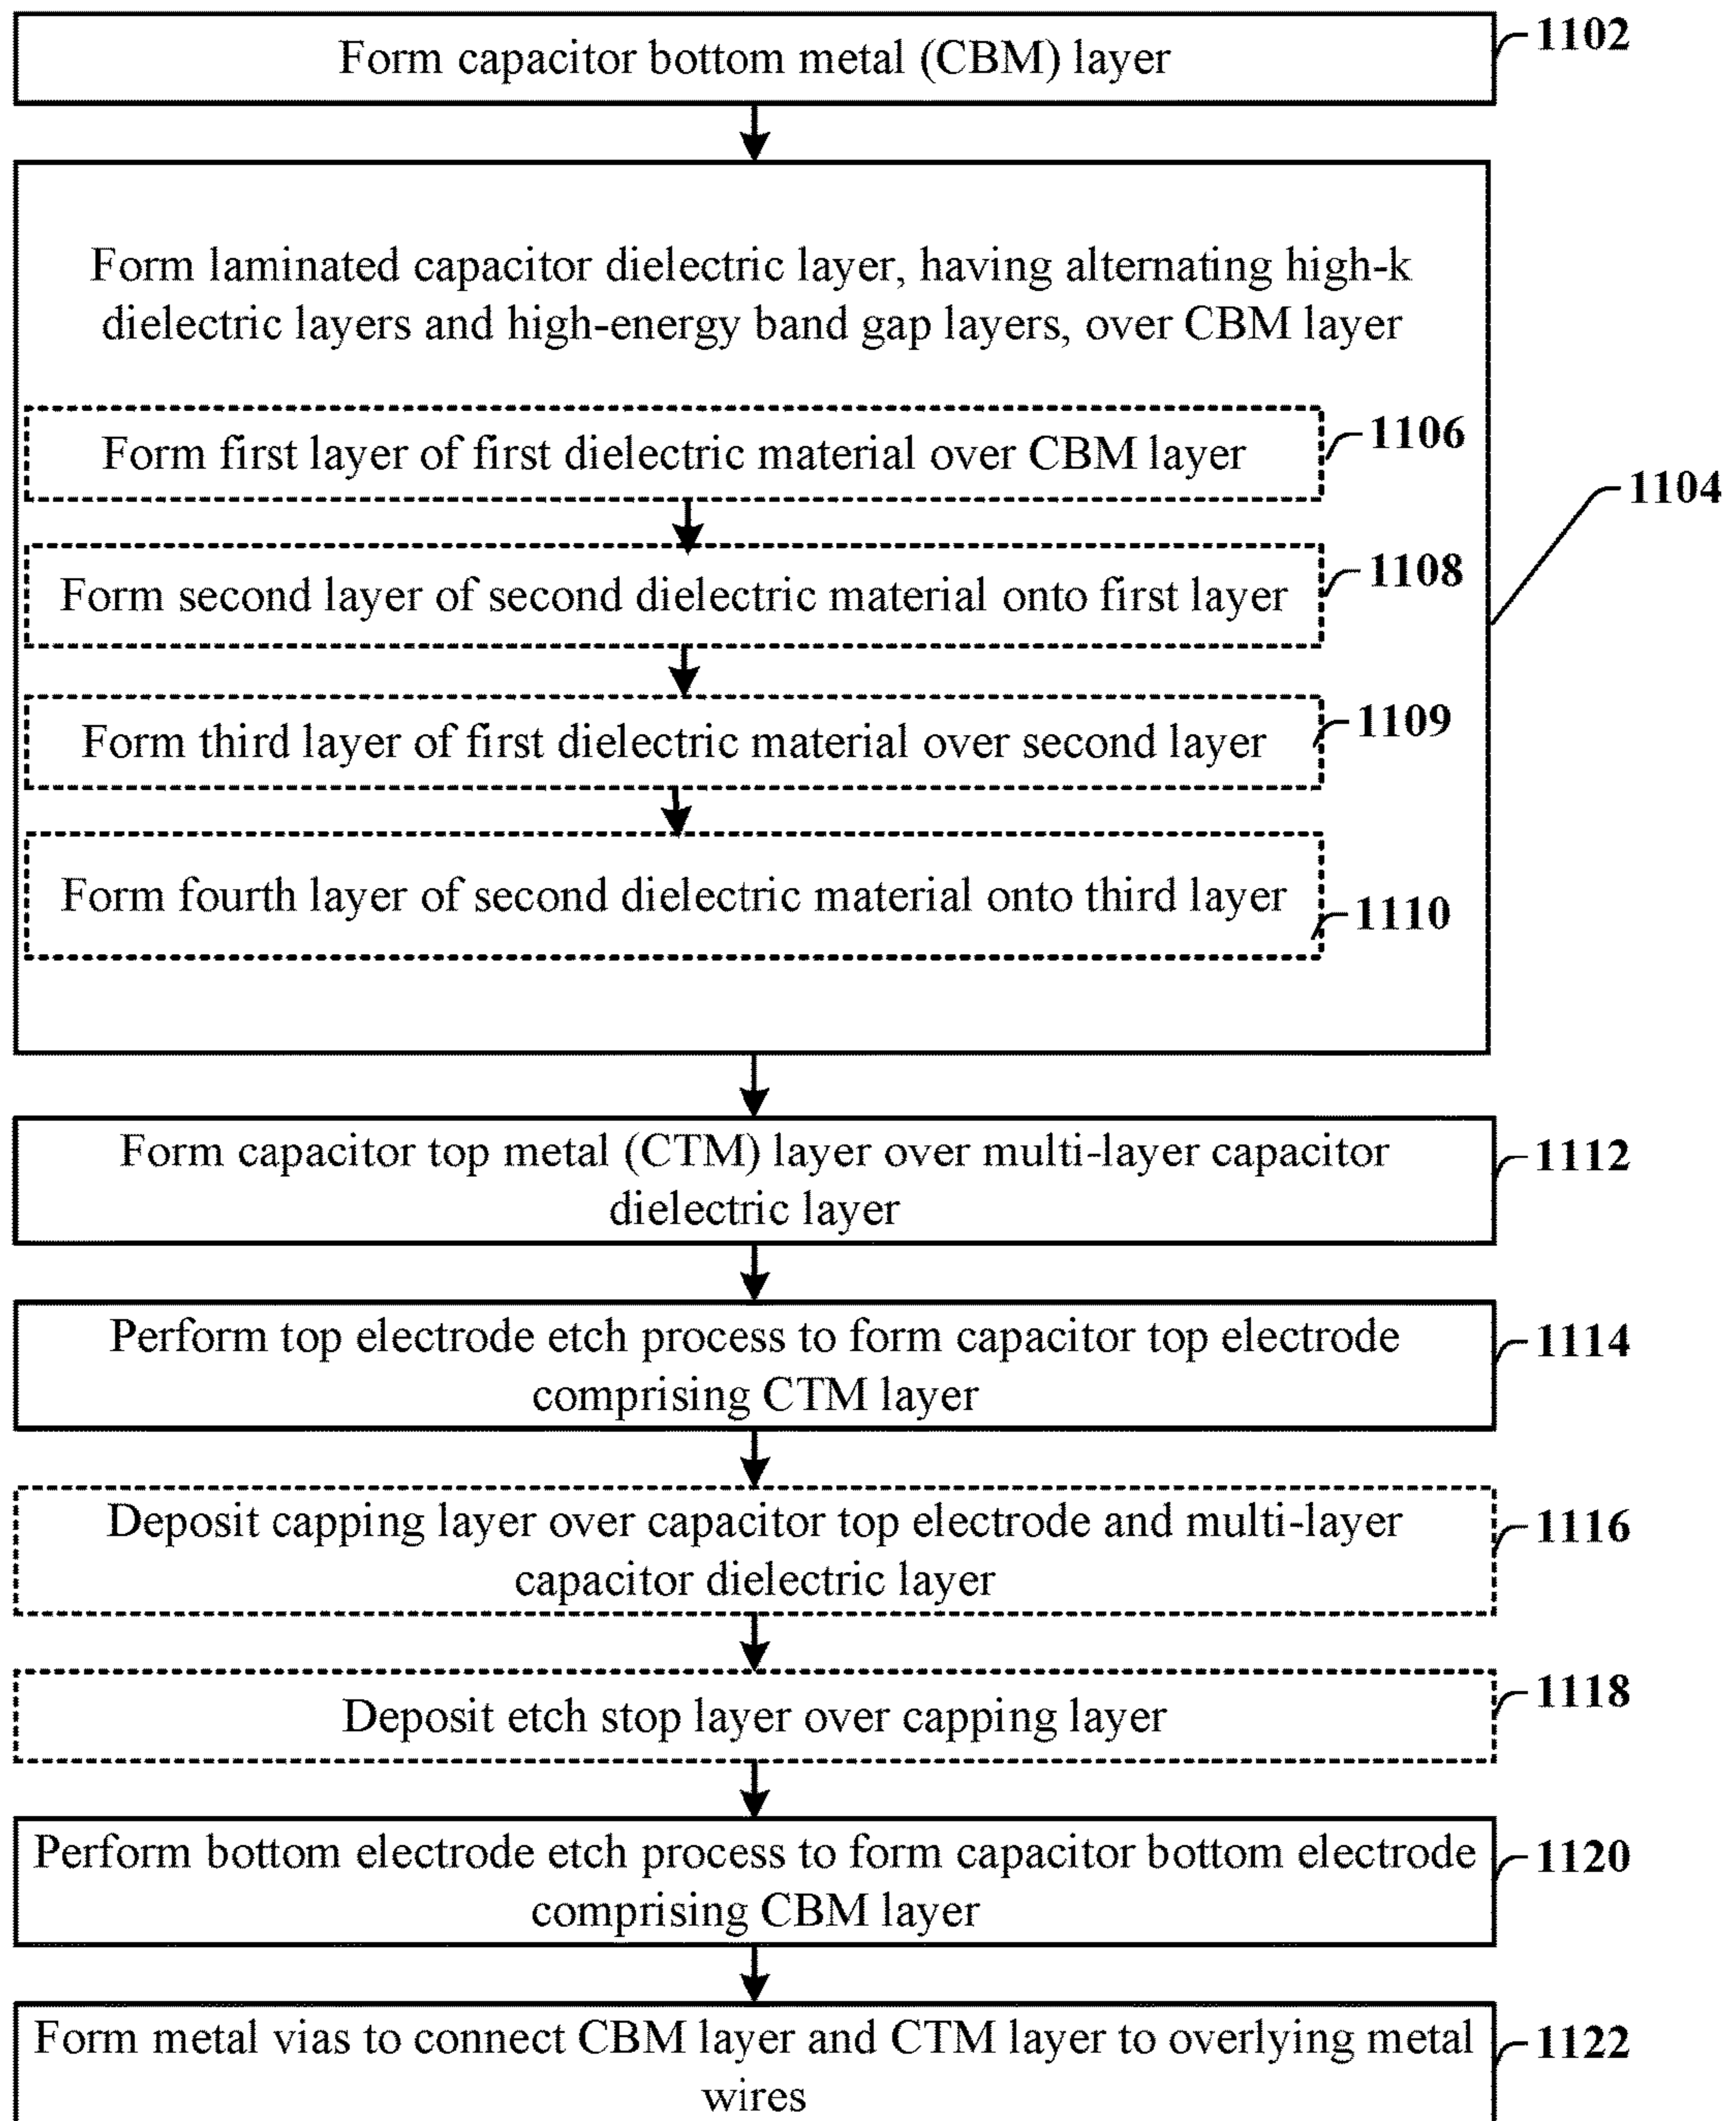 Form capacitor bottom metal (CBM) layer
1102
Form laminated capacitor dielectric layer, having alternating high-k
dielectric layers and high-energy band gap layers, over CBM layer
Form first layer of first dielectric material over CBM layer
1106
1104
Form second layer of second dielectric material onto first layer
1108
Form third layer of first dielectric material over second layer
1109
Form fourth layer of second dielectric material onto third layer
1110
Form capacitor top metal (CTM) layer over multi-layer capacitor
dielectric layer
1112
Perform top electrode etch process to form capacitor top electrode
comprising CTM layer
1114
Deposit capping layer over capacitor top electrode and multi-layer
capacitor dielectric layer
1116
Deposit etch stop layer over capping layer
1118
Perform bottom electrode etch process to form capacitor bottom electrode
comprising CBM layer
1120
Form metal vias to connect CBM layer and CTM layer to overlying metal
wires
1122